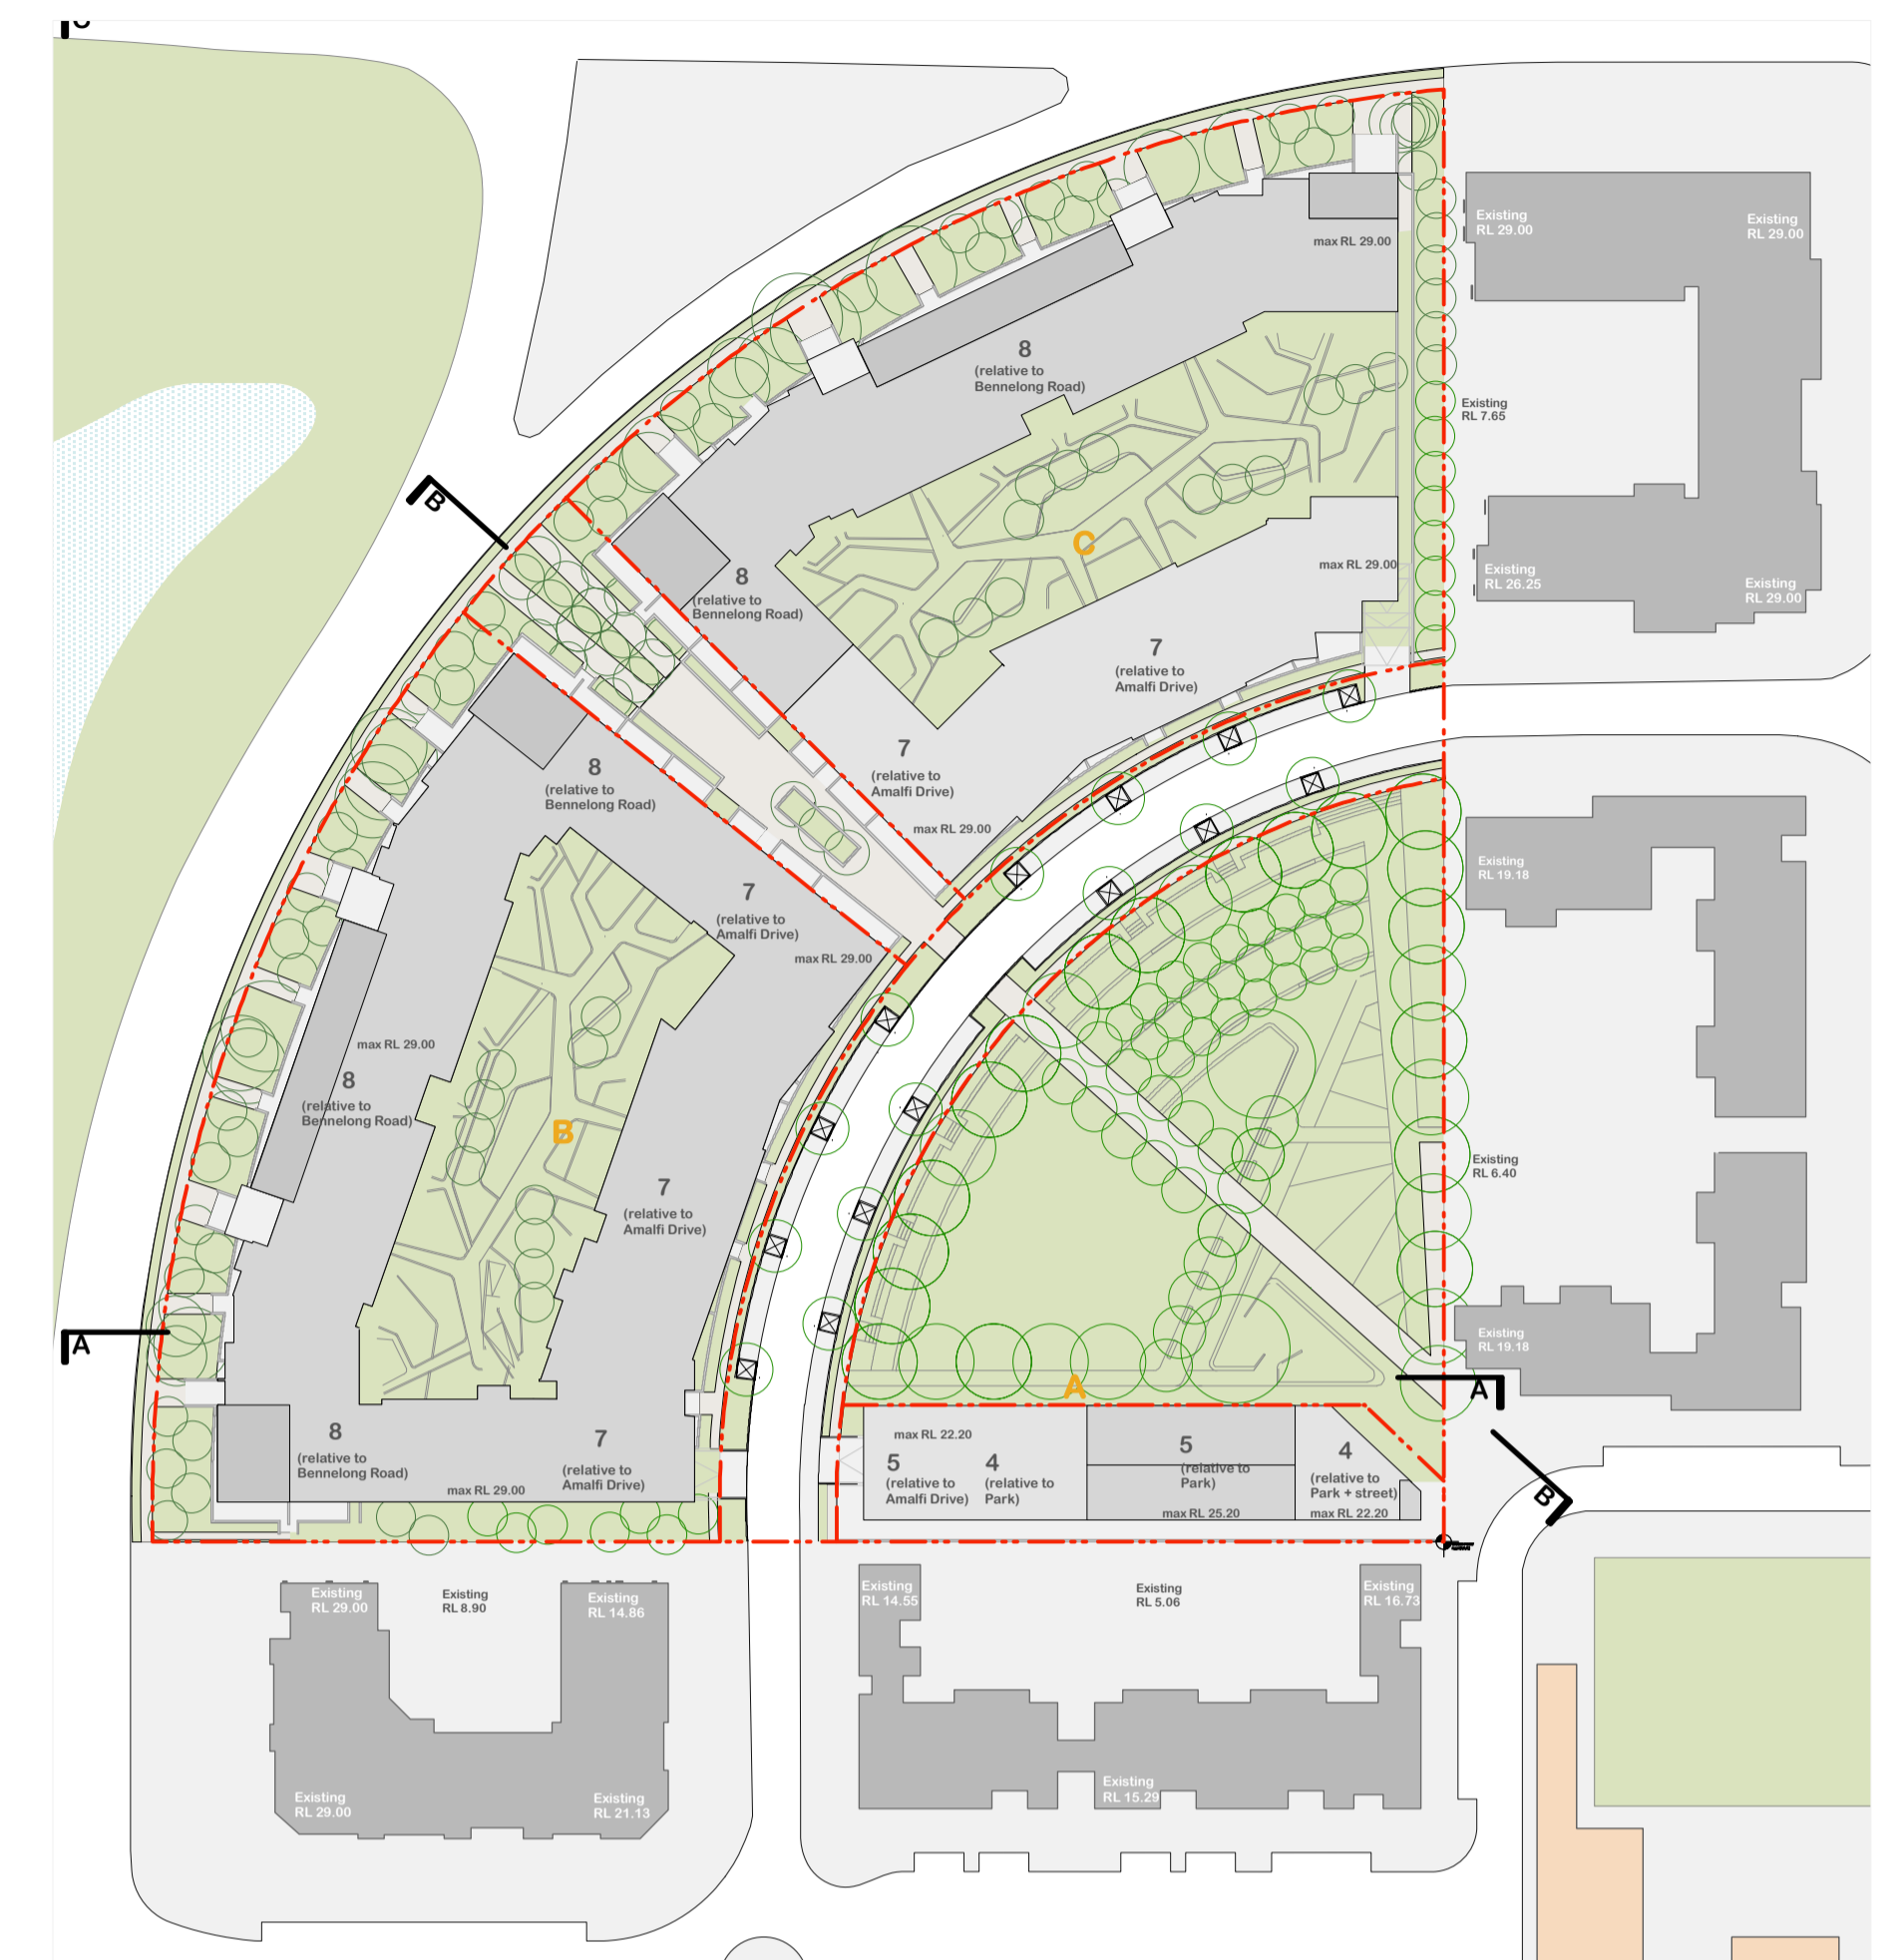 Existing
RL 29.00
Existing
RL 29.00
max RL 29.00
8
(relative to
Bennelong Road)
Existing
RL 7.65
B
C
max RL 29.00
8
(relative to
Bennelong Road)
Existing
RL 26.25
Existing
RL 29.00
7
(relative to
Amalfi Drive)
7
(relative to
Amalfi Drive)
8
(relative to
Bennelong Road)
max RL 29.00
Existing
RL 19.18
7
(relative to
Amalfi Drive)
max RL 29.00
max RL 29.00
8
(relative to
Bennelong Road)
B
Existing
RL 6.40
7
(relative to
Amalfi Drive)
A
Existing
RL 19.18
A
A
8
(relative to
Bennelong Road)
7
(relative to
Amalfi Drive)
max RL 29.00
max RL 22.20
5
(relative to
Amalfi Drive)
4
(relative to
Park)
5
(relative to
Park)
max RL 25.20
4
(relative to
Park + street)
max RL 22.20
B
Existing
RL 29.00
Existing
RL 8.90
Existing
RL 14.86
Existing
RL 14.55
Existing
RL 5.06
Existing
RL 16.73
Existing
RL 29.00
Existing
RL 21.13
Existing
RL 15.29